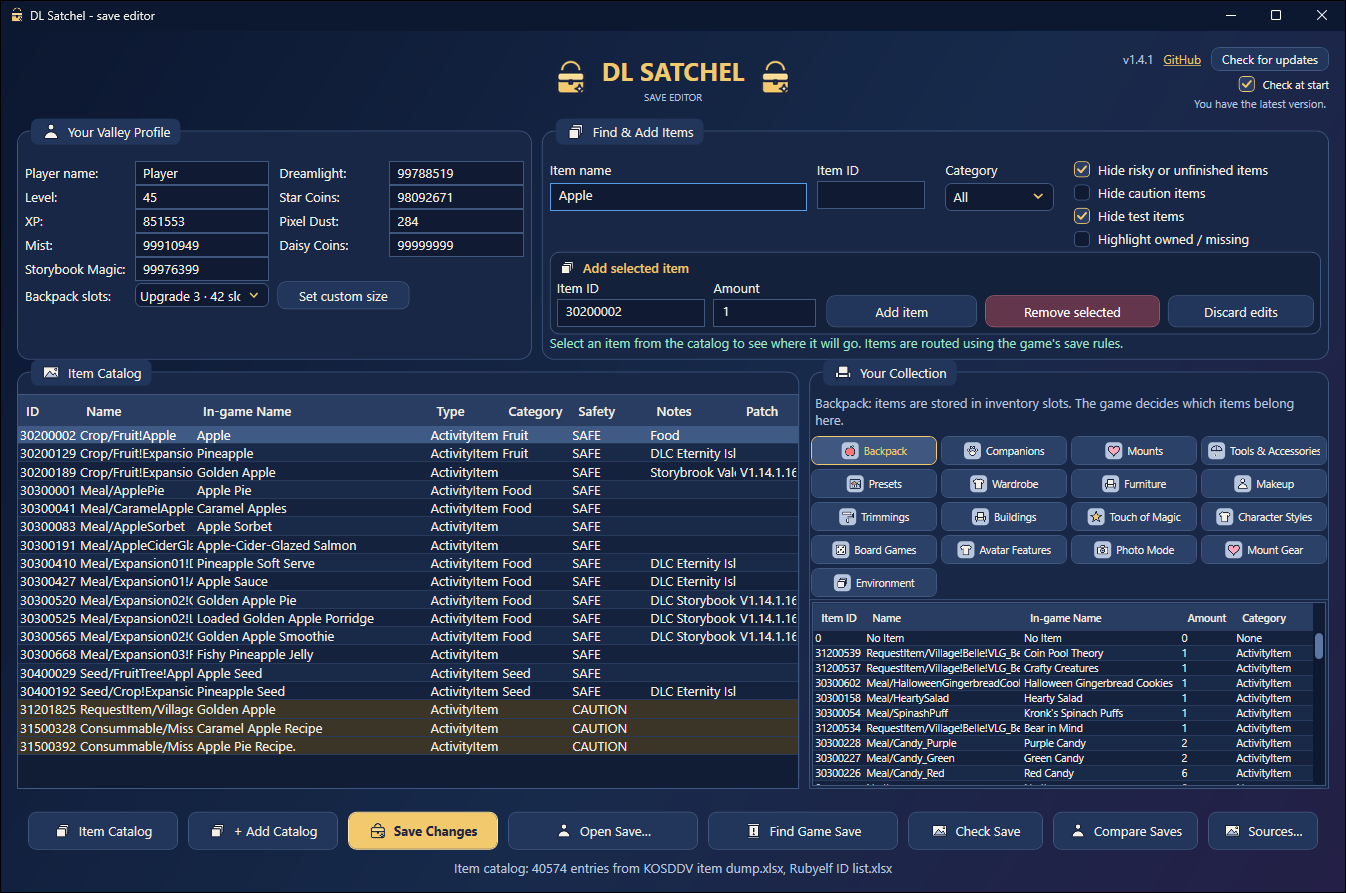 DL Satchel - save editor
DL SATCHEL
SAVE EDITOR
v1.4.1 GitHub Check for updates
Check at start
You have the latest version.
Your Valley Profile
Player name: Player Dreamlight: 99788519
Level: 45 Star Coins: 98092671
XP: 851553 Pixel Dust: 284
Mist: 99910949 Daisy Coins: 99999999
Storybook Magic: 99976399
Backpack slots: Upgrade 3 · 42 slo Set custom size
Find & Add Items
Item name Item ID Category
Apple All
Hide risky or unfinished items
Hide caution items
Hide test items
Highlight owned / missing
Add selected item
Item ID Amount
30200002 1 Add item Remove selected Discard edits
Select an item from the catalog to see where it will go. Items are routed using the game's save rules.
Item Catalog
ID Name In-game Name Type Category Safety Notes Patch
30200002 Crop/Fruit!Apple Apple ActivityItem Fruit SAFE Food
30200129 Crop/Fruit!Expansio Pineapple ActivityItem Fruit SAFE DLC Eternity Isl
30200189 Crop/Fruit!Expansio Golden Apple ActivityItem SAFE Storybrook Vale V1.14.1.16
30300001 Meal/ApplePie Apple Pie ActivityItem Food SAFE
30300041 Meal/CaramelApple Caramel Apples ActivityItem Food SAFE
30300083 Meal/AppleSorbet Apple Sorbet ActivityItem SAFE
30300191 Meal/AppleCiderGla Apple-Cider-Glazed Salmon ActivityItem SAFE
30300410 Meal/Expansion01! Pineapple Soft Serve ActivityItem Food SAFE DLC Eternity Isl
30300427 Meal/Expansion01!A Apple Sauce ActivityItem Food SAFE DLC Eternity Isl
30300520 Meal/Expansion02!G Golden Apple Pie ActivityItem Food SAFE DLC Storybook V1.14.1.16
30300525 Meal/Expansion02!L Loaded Golden Apple Porridge ActivityItem Food SAFE DLC Storybook V1.14.1.16
30300565 Meal/Expansion02!G Golden Apple Smoothie ActivityItem Food SAFE DLC Storybook V1.14.1.16
30300668 Meal/Expansion03!F Fishy Pineapple Jelly ActivityItem SAFE
30400029 Seed/FruitTree!Appl Apple Seed ActivityItem Seed SAFE
30400192 Seed/Crop!Expansio Pineapple Seed ActivityItem Seed SAFE DLC Eternity Isl
31201825 RequestItem/Village Golden Apple ActivityItem CAUTION
31500328 Consummable/Miss Caramel Apple Recipe ActivityItem CAUTION
31500392 Consummable/Miss Apple Pie Recipe. ActivityItem CAUTION
Your Collection
Backpack: items are stored in inventory slots. The game decides which items belong
here.
Backpack Companions Mounts Tools & Accessories
Presets Wardrobe Furniture Makeup
Trimmings Buildings Touch of Magic Character Styles
Board Games Avatar Features Photo Mode Mount Gear
Environment
Item ID Name In-game Name Amount Category
0 No Item No Item 0 None
31200539 RequestItem/Village!Belle!VLG_Be Coin Pool Theory 1 ActivityItem
31200537 RequestItem/Village!Belle!VLG_Be Crafty Creatures 1 ActivityItem
30300602 Meal/HalloweenGingerbreadCool Halloween Gingerbread Cookies 1 ActivityItem
30300158 Meal/HeartySalad Hearty Salad 1 ActivityItem
30300054 Meal/SpinashPuff Kronk's Spinach Puffs 1 ActivityItem
31200534 RequestItem/Village!Belle!VLG_Be Bear in Mind 1 ActivityItem
30300228 Meal/Candy_Purple Purple Candy 2 ActivityItem
30300227 Meal/Candy_Green Green Candy 2 ActivityItem
30300226 Meal/Candy_Red Red Candy 6 ActivityItem
Item Catalog + Add Catalog Save Changes Open Save... Find Game Save Check Save Compare Saves Sources...
Item catalog: 40574 entries from KOSDDV item dump.xlsx, Rubyelf ID list.xlsx